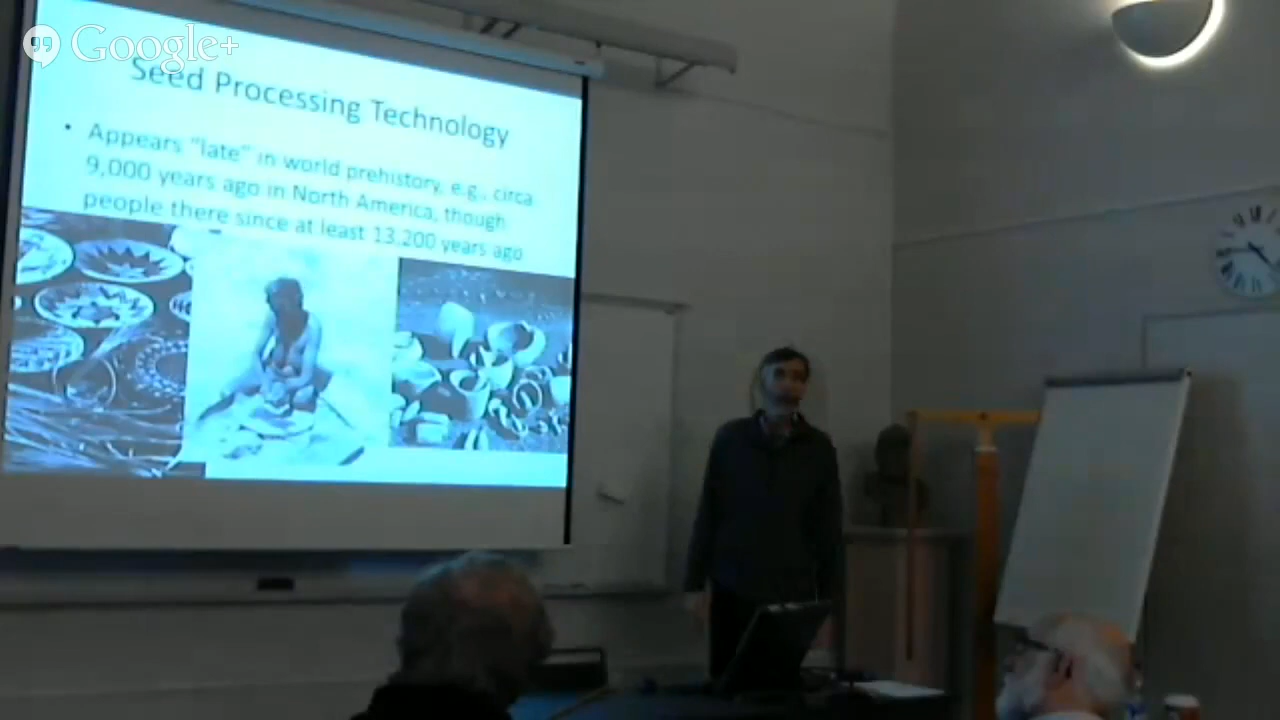 Google+
Seed Processing Technology
• Appears "late" in world prehistory, e.g., circa
9,000 years ago in North America, though
people there since at least 13,200 years ago